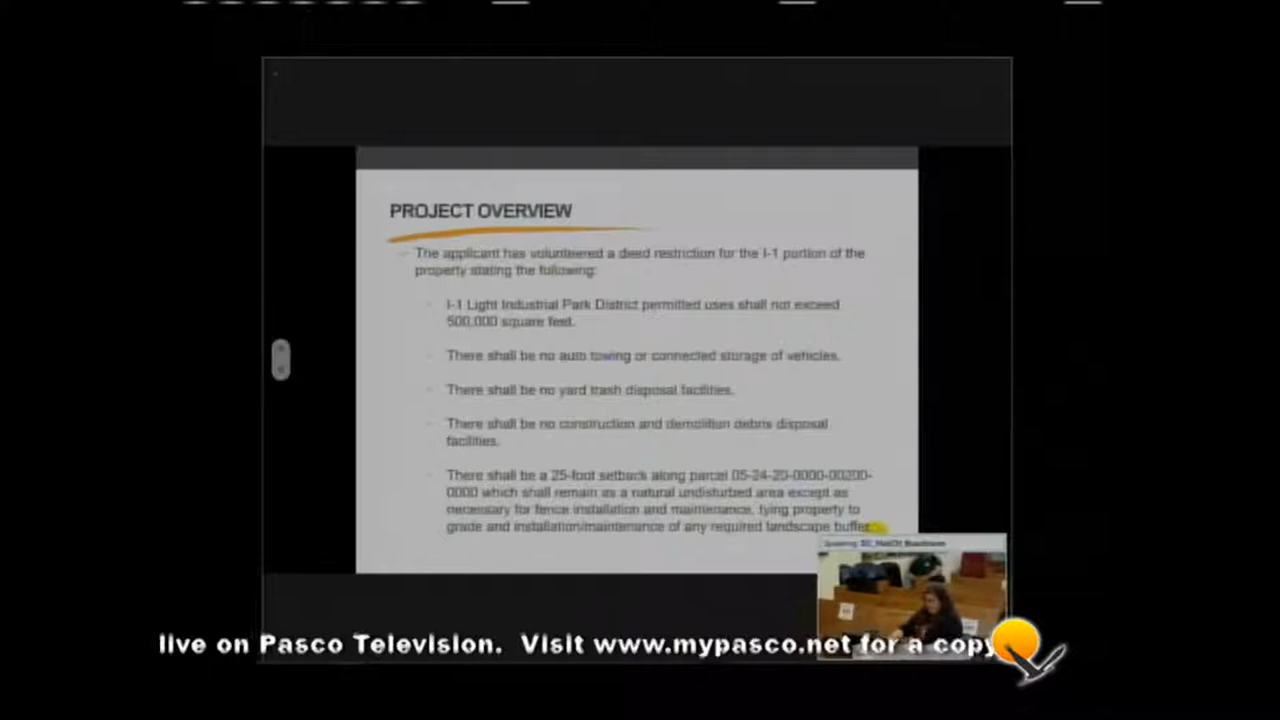 PROJECT OVERVIEW
The applicant has volunteered a deed restriction for the I-1 portion of the
property stating the following:
I-1 Light Industrial Park District permitted uses shall not exceed
500,000 square feet.
There shall be no auto towing or connected storage of vehicles.
There shall be no yard trash disposal facilities.
There shall be no construction and demolition debris disposal
facilities.
There shall be a 25-foot setback along parcel 05-24-20-0000-00200-
0000 which shall remain as a natural undisturbed area except as
necessary for fence installation and maintenance, tying property to
grade and installation/maintenance of any required landscape buffer.
Speaking:
live on Pasco Television. Visit www.mypasco.net for a copy